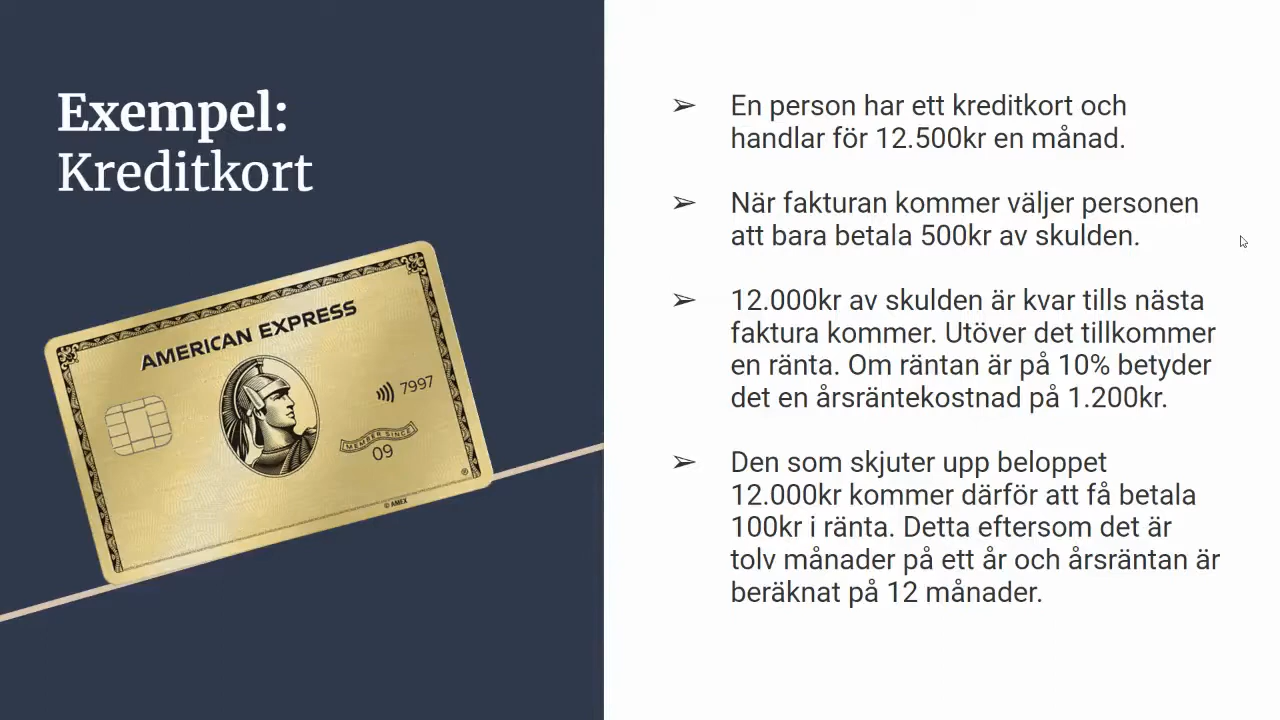 Exempel:
Kreditkort
AMERICAN EXPRESS
7997
MEMBER SINCE
09
® 
© AMEX
➢ En person har ett kreditkort och
handlar för 12.500kr en månad.
➢ När fakturan kommer väljer personen
att bara betala 500kr av skulden.
➢ 12.000kr av skulden är kvar tills nästa
faktura kommer. Utöver det tillkommer
en ränta. Om räntan är på 10% betyder
det en årsräntekostnad på 1.200kr.
➢ Den som skjuter upp beloppet
12.000kr kommer därför att få betala
100kr i ränta. Detta eftersom det är
tolv månader på ett år och årsräntan är
beräknat på 12 månader.